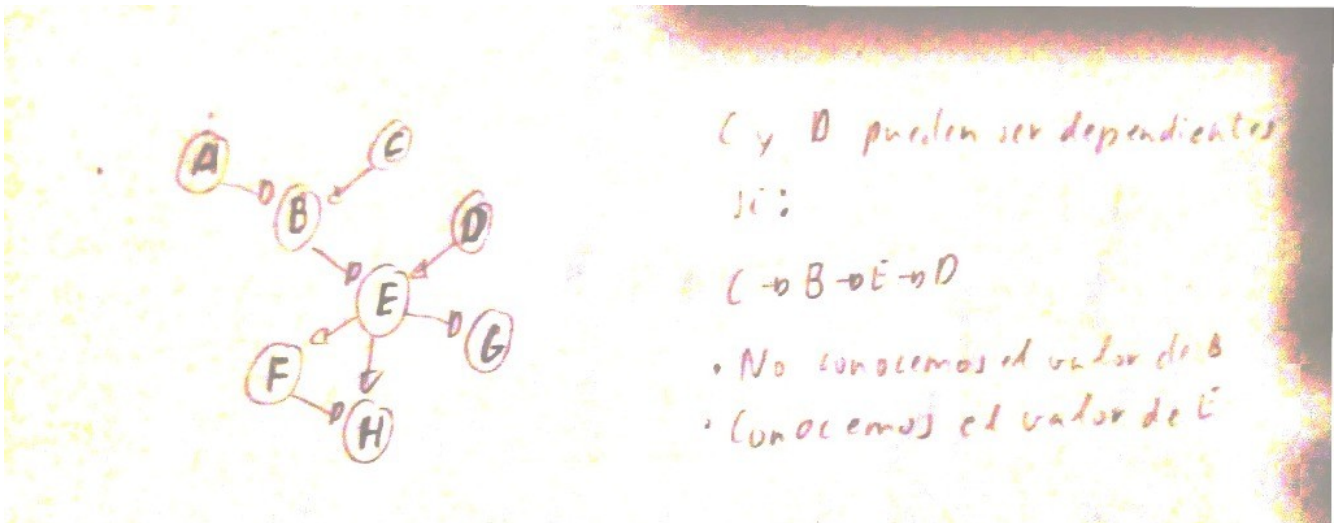 A
C
B
D
E
F
G
H
C y D pueden ser dependientes
si:
C → B → E → D
• No conocemos el valor de B
• Conocemos el valor de E